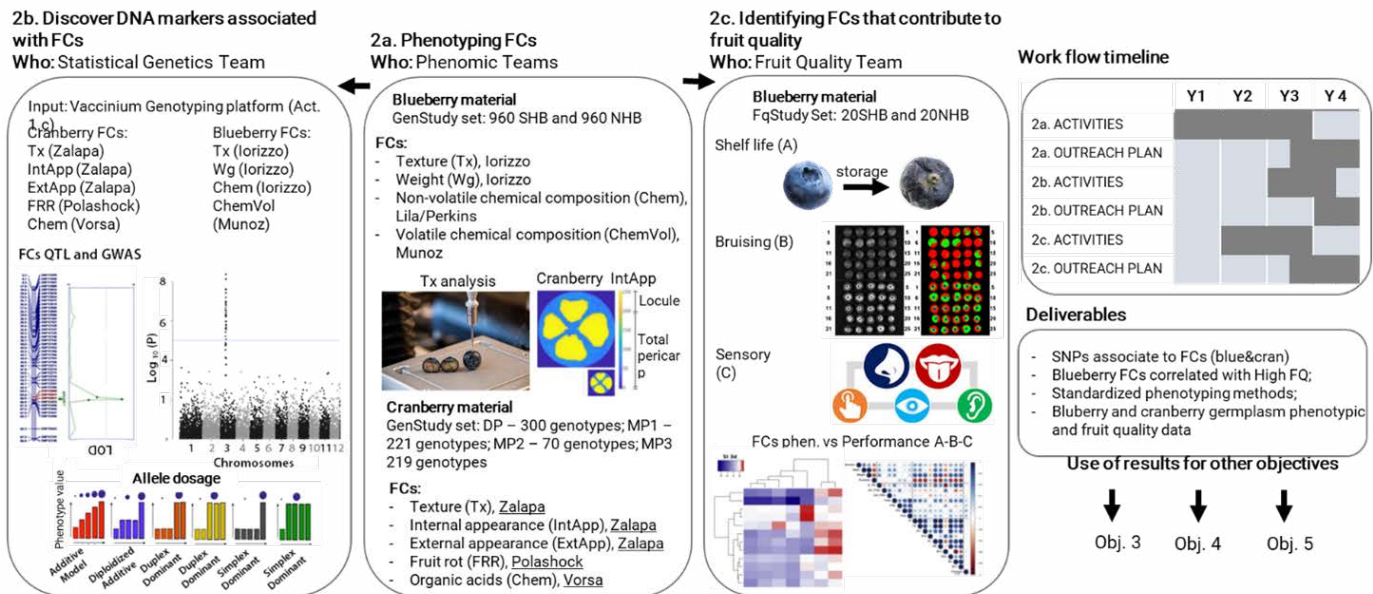 2b. Discover DNA markers associated
with FCs
Who: Statistical Genetics Team
Input: Vaccinium Genotyping platform (Act.
1.c)
Cranberry FCs:
Tx (Zalapa)
IntApp (Zalapa)
ExtApp (Zalapa)
FRR (Polashock)
Chem (Vorsa)
Blueberry FCs:
Tx (Iorizzo)
Wg (Iorizzo)
Chem (Iorizzo)
ChemVol
(Munoz)
FCs QTL and GWAS
LOD
Log 10 (P)
8
6
4
1
1 2 3 4 5 6 7 8 9 10 11 12
Chromosomes
Allele dosage
Phenotype value
Additive
Model
Diploidized
Additive
Duplex
Dominant
Duplex
Dominant
Simplex
Dominant
Simplex
Dominant
2a. Phenotyping FCs
Who: Phenomic Teams
Blueberry material
GenStudy set: 960 SHB and 960 NHB
FCs:
- Texture (Tx), Iorizzo
- Weight (Wg), Iorizzo
- Non-volatile chemical composition (Chem),
Lila/Perkins
- Volatile chemical composition (ChemVol),
Munoz
Tx analysis
Cranberry IntApp
Locule
Total
pericar
p
Cranberry material
GenStudy set: DP – 300 genotypes; MP1 –
221 genotypes; MP2 – 70 genotypes; MP3
219 genotypes
FCs:
- Texture (Tx), Zalapa
- Internal appearance (IntApp), Zalapa
- External appearance (ExtApp), Zalapa
- Fruit rot (FRR), Polashock
- Organic acids (Chem), Vorsa
2c. Identifying FCs that contribute to
fruit quality
Who: Fruit Quality Team
Blueberry material
FqStudy Set: 20SHB and 20NHB
Shelf life (A)
storage
Bruising (B)
Sensory
(C)
FCs phen. vs Performance A-B-C
Work flow timeline
Y1 Y2 Y3 Y 4
2a. ACTIVITIES
2a. OUTREACH PLAN
2b. ACTIVITIES
2b. OUTREACH PLAN
2c. ACTIVITIES
2c. OUTREACH PLAN
Deliverables
- SNPs associate to FCs (blue&cran)
- Blueberry FCs correlated with High FQ;
- Standardized phenotyping methods;
- Bluberry and cranberry germplasm phenotypic
and fruit quality data
Use of results for other objectives
Obj. 3 Obj. 4 Obj. 5